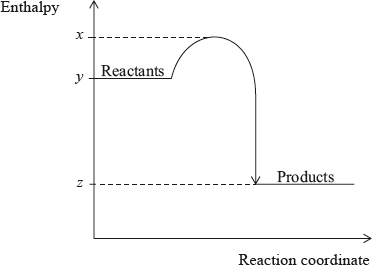 Enthalpy
x
y
Reactants
z
Products
Reaction coordinate